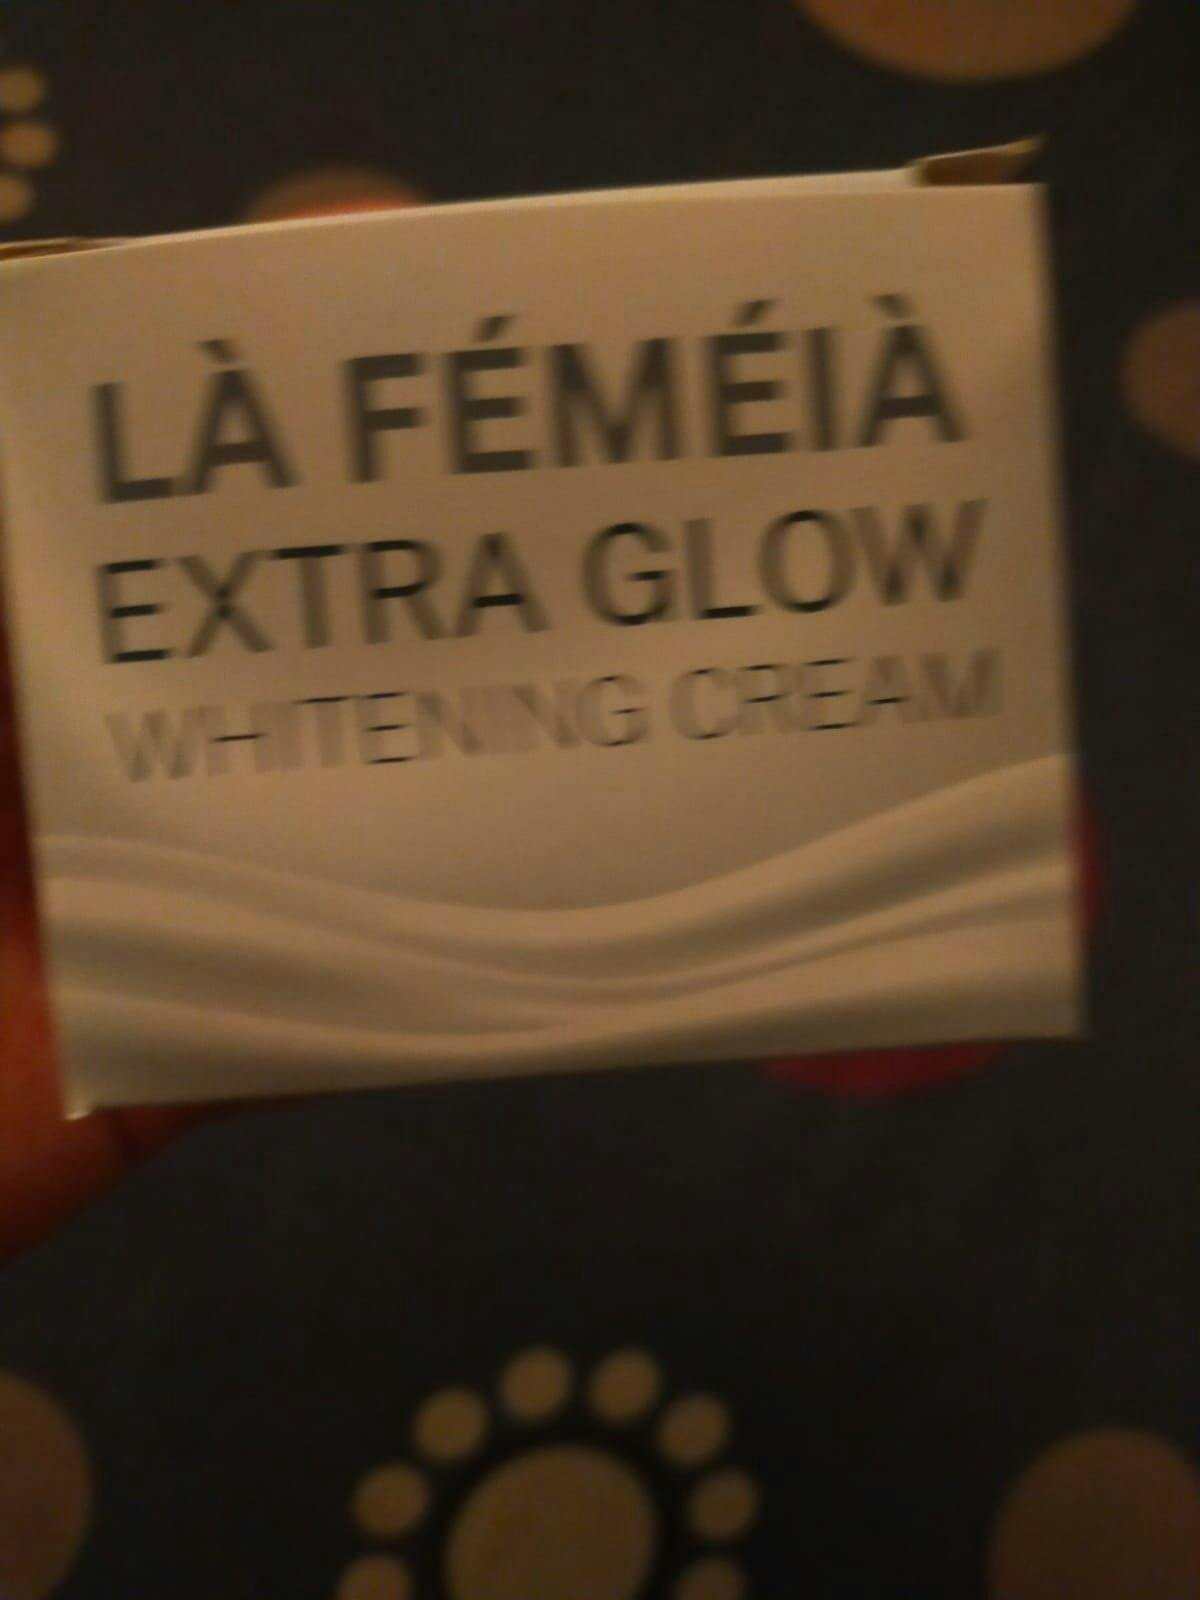 LÀ FÉMÉIÀ
EXTRA GLOW
WHITENING CREAM